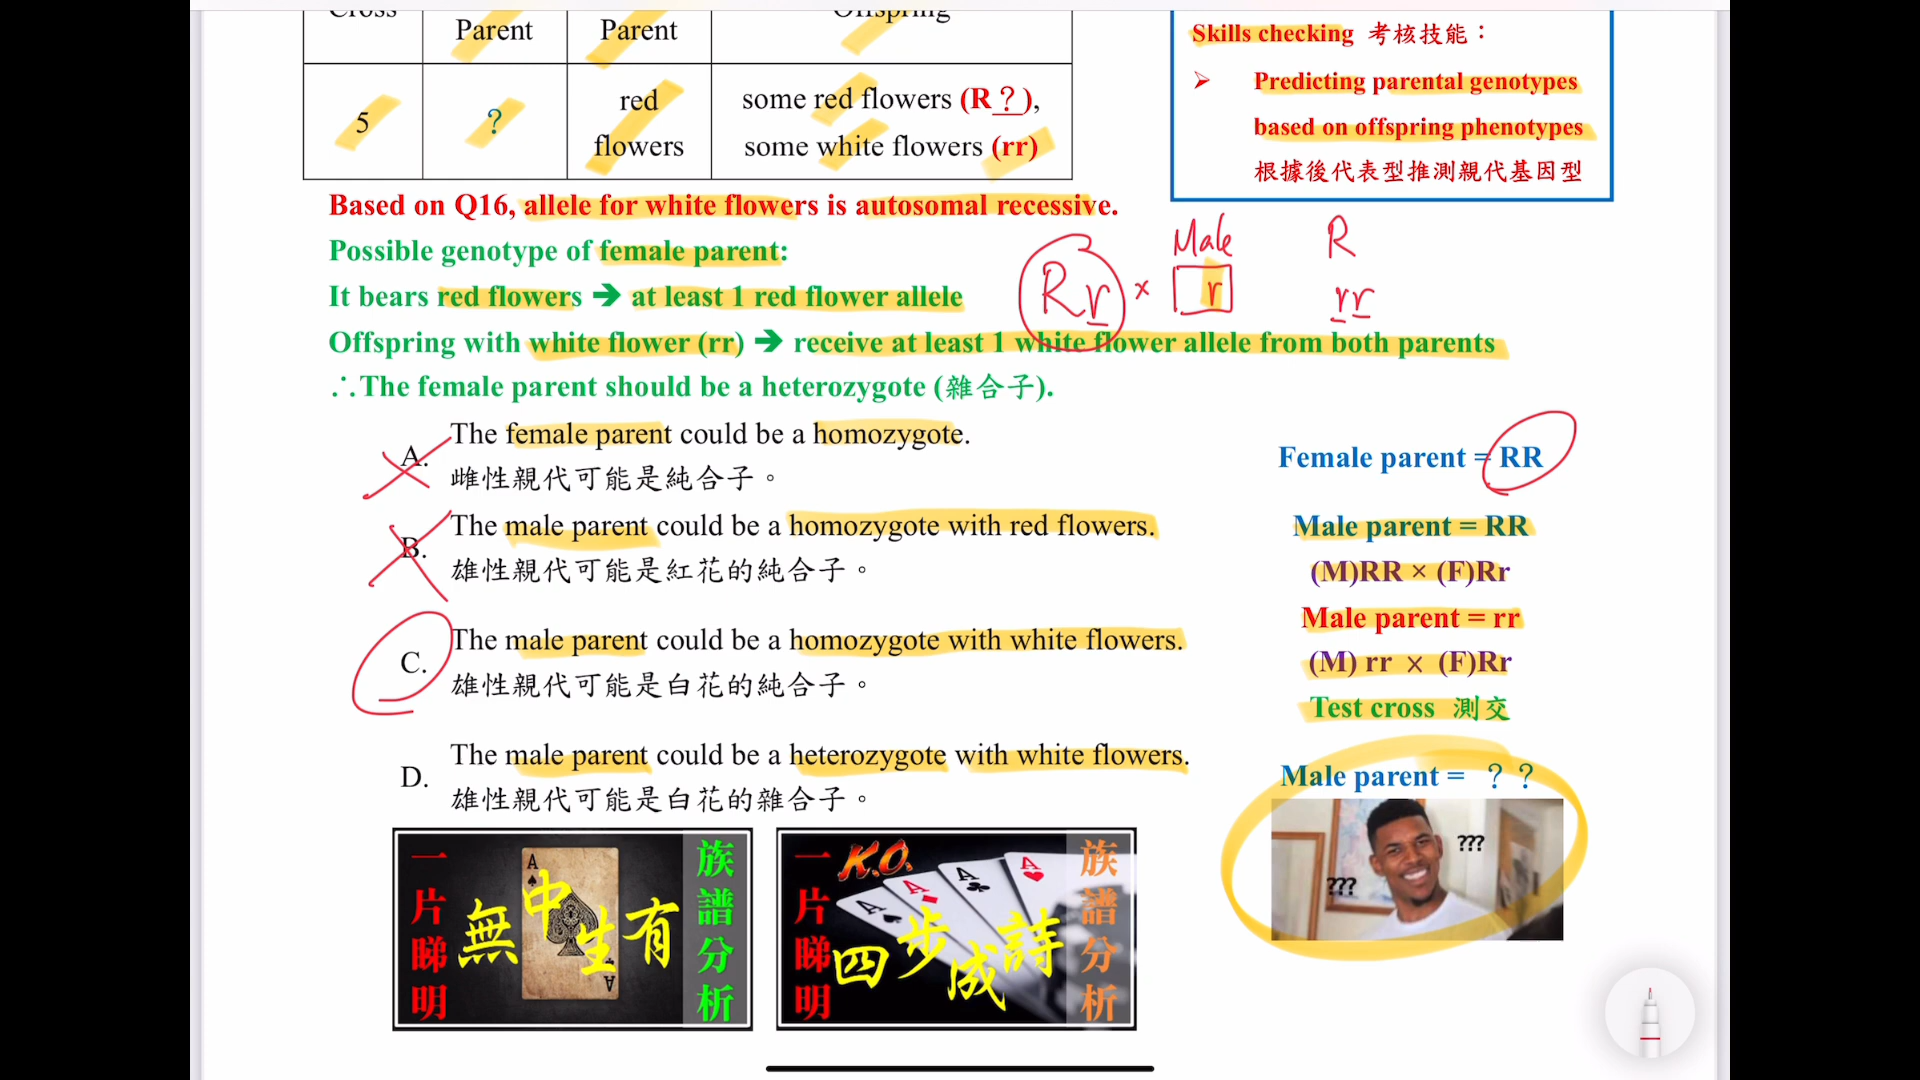 Cross
Parent
Parent
Offspring
5
?
red
flowers
some red flowers (R ? ),
some white flowers (rr)
Skills checking 考核技能：
Predicting parental genotypes
based on offspring phenotypes
根據後代表型推測親代基因型
Based on Q16, allele for white flowers is autosomal recessive.
Possible genotype of female parent:
It bears red flowers ➔ at least 1 red flower allele
Offspring with white flower (rr) ➔ receive at least 1 white flower allele from both parents
∴The female parent should be a heterozygote (雜合子).
Male
R
Rr × r
rr
A.
The female parent could be a homozygote.
雌性親代可能是純合子。
Female parent = RR
B.
The male parent could be a homozygote with red flowers.
雄性親代可能是紅花的純合子。
Male parent = RR
(M)RR × (F)Rr
C.
The male parent could be a homozygote with white flowers.
雄性親代可能是白花的純合子。
Male parent = rr
(M) rr × (F)Rr
Test cross 測交
D.
The male parent could be a heterozygote with white flowers.
雄性親代可能是白花的雜合子。
Male parent = ？？
???
???
一片睇明
A
無中生有
A
族譜分析
一片睇明
K.O.
A
A
A
A
四步成詩
族譜分析